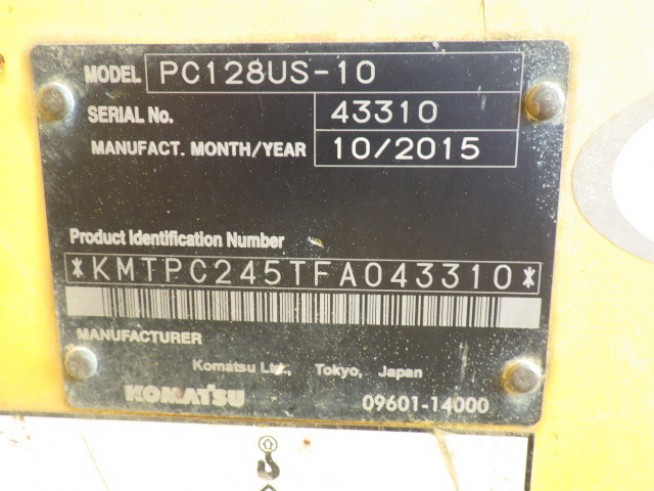 MODEL PC128US-10
SERIAL No. 43310
MANUFACT. MONTH/YEAR 10/2015
Product Identification Number
*KMTPC245TFA043310*
MANUFACTURER
Komatsu Ltd., Tokyo, Japan
KOMATSU 09601-14000